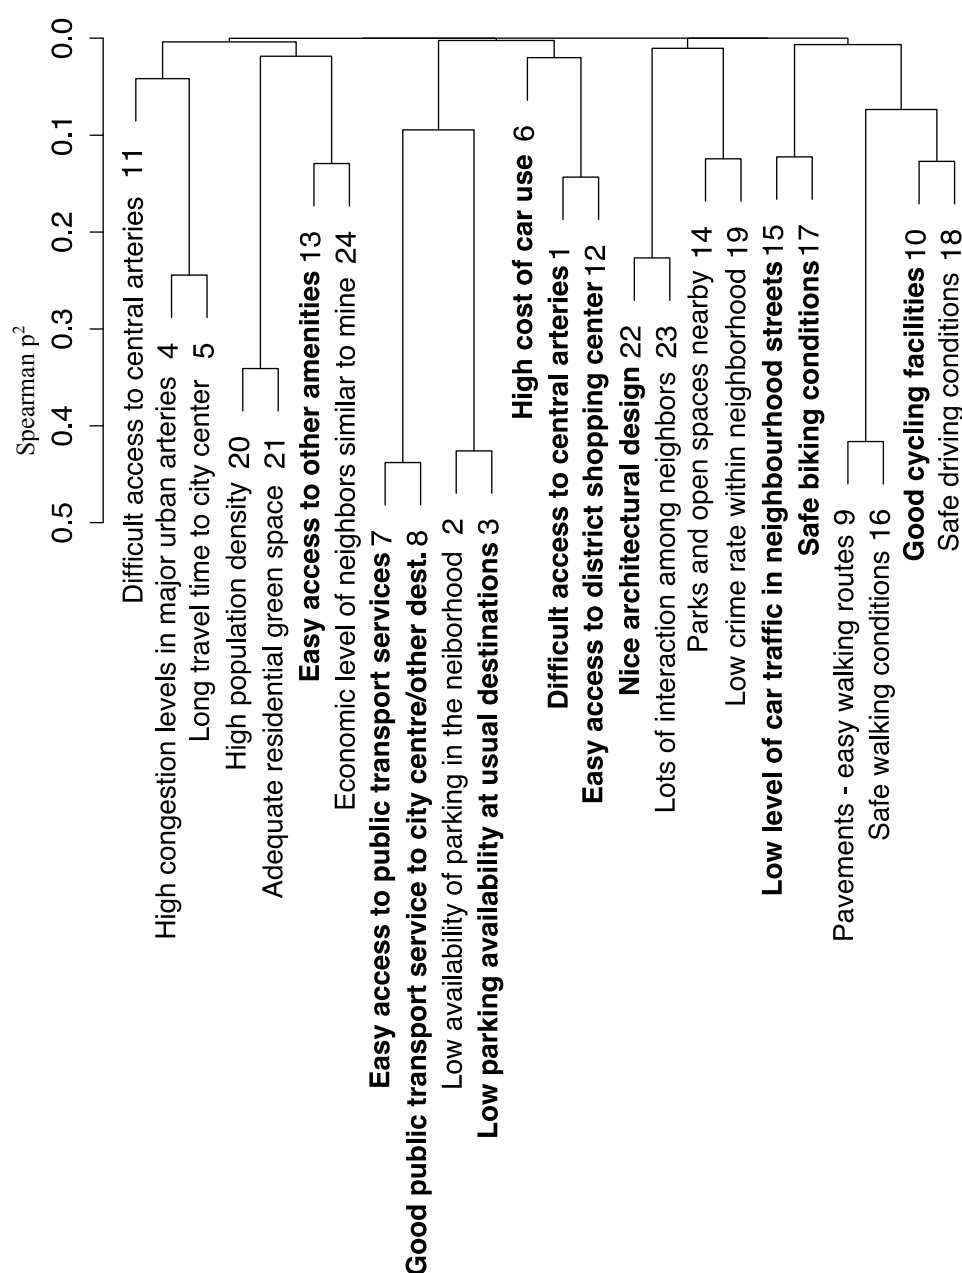 Spearman p²
0.0
0.1
0.2
0.3
0.4
0.5
Difficult access to central arteries 11
High congestion levels in major urban arteries 4
Long travel time to city center 5
High population density 20
Adequate residential green space 21
Easy access to other amenities 13
Economic level of neighbors similar to mine 24
Easy access to public transport services 7
Good public transport service to city centre/other dest. 8
Low availability of parking in the neiborhood 2
Low parking availability at usual destinations 3
High cost of car use 6
Difficult access to central arteries 1
Easy access to district shopping center 12
Nice architectural design 22
Lots of interaction among neighbors 23
Parks and open spaces nearby 14
Low crime rate within neighborhood 19
Low level of car traffic in neighbourhood streets 15
Safe biking conditions 17
Pavements - easy walking routes 9
Safe walking conditions 16
Good cycling facilities 10
Safe driving conditions 18